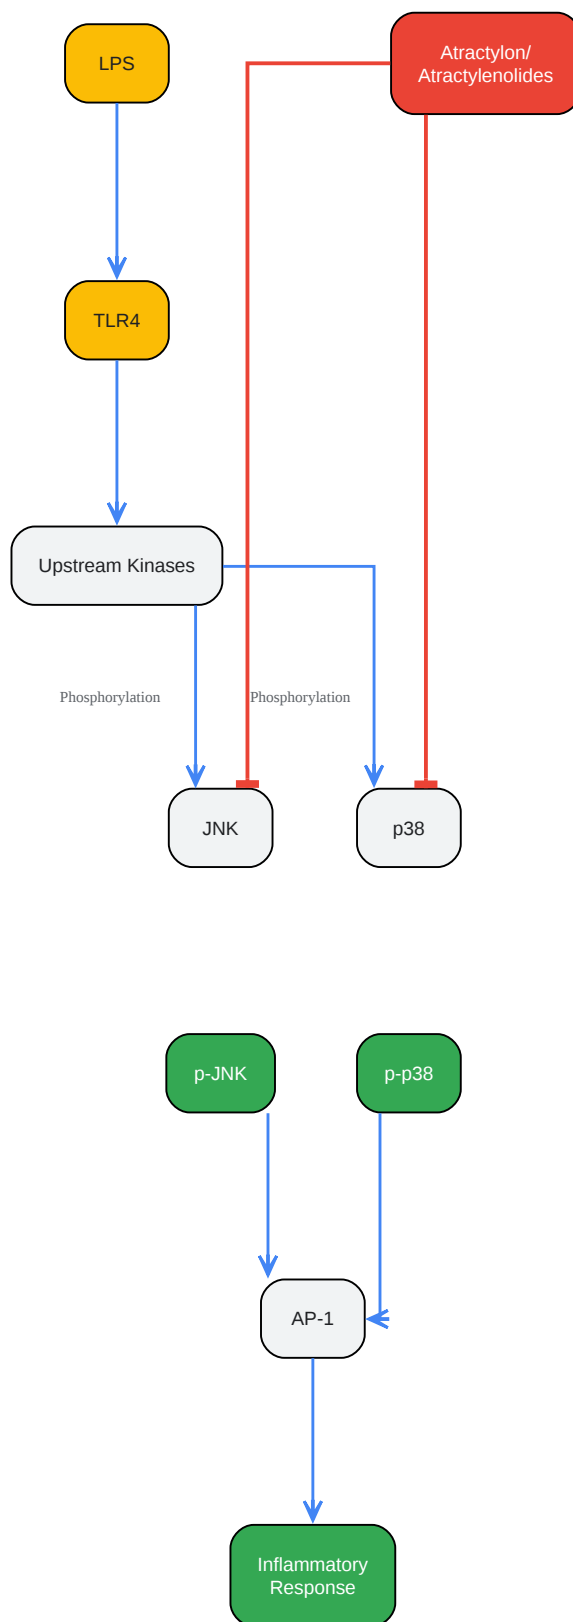 LPS
Atractylon/
Atractylenolides
TLR4
Upstream Kinases
Phosphorylation
Phosphorylation
JNK
p38
p-JNK
p-p38
AP-1
Inflammatory
Response